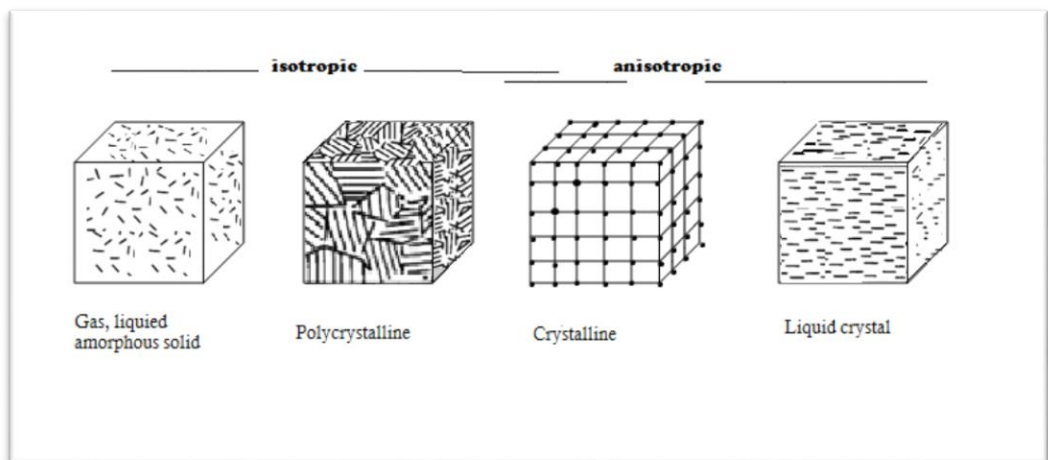 isotropic
anisotropic
Gas, liquied
amorphous solid
Polycrystalline
Crystalline
Liquid crystal